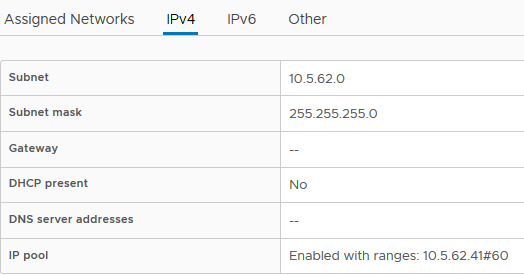 Assigned Networks IPv4 IPv6 Other
Subnet 10.5.62.0
Subnet mask 255.255.255.0
Gateway --
DHCP present No
DNS server addresses --
IP pool Enabled with ranges: 10.5.62.41#60